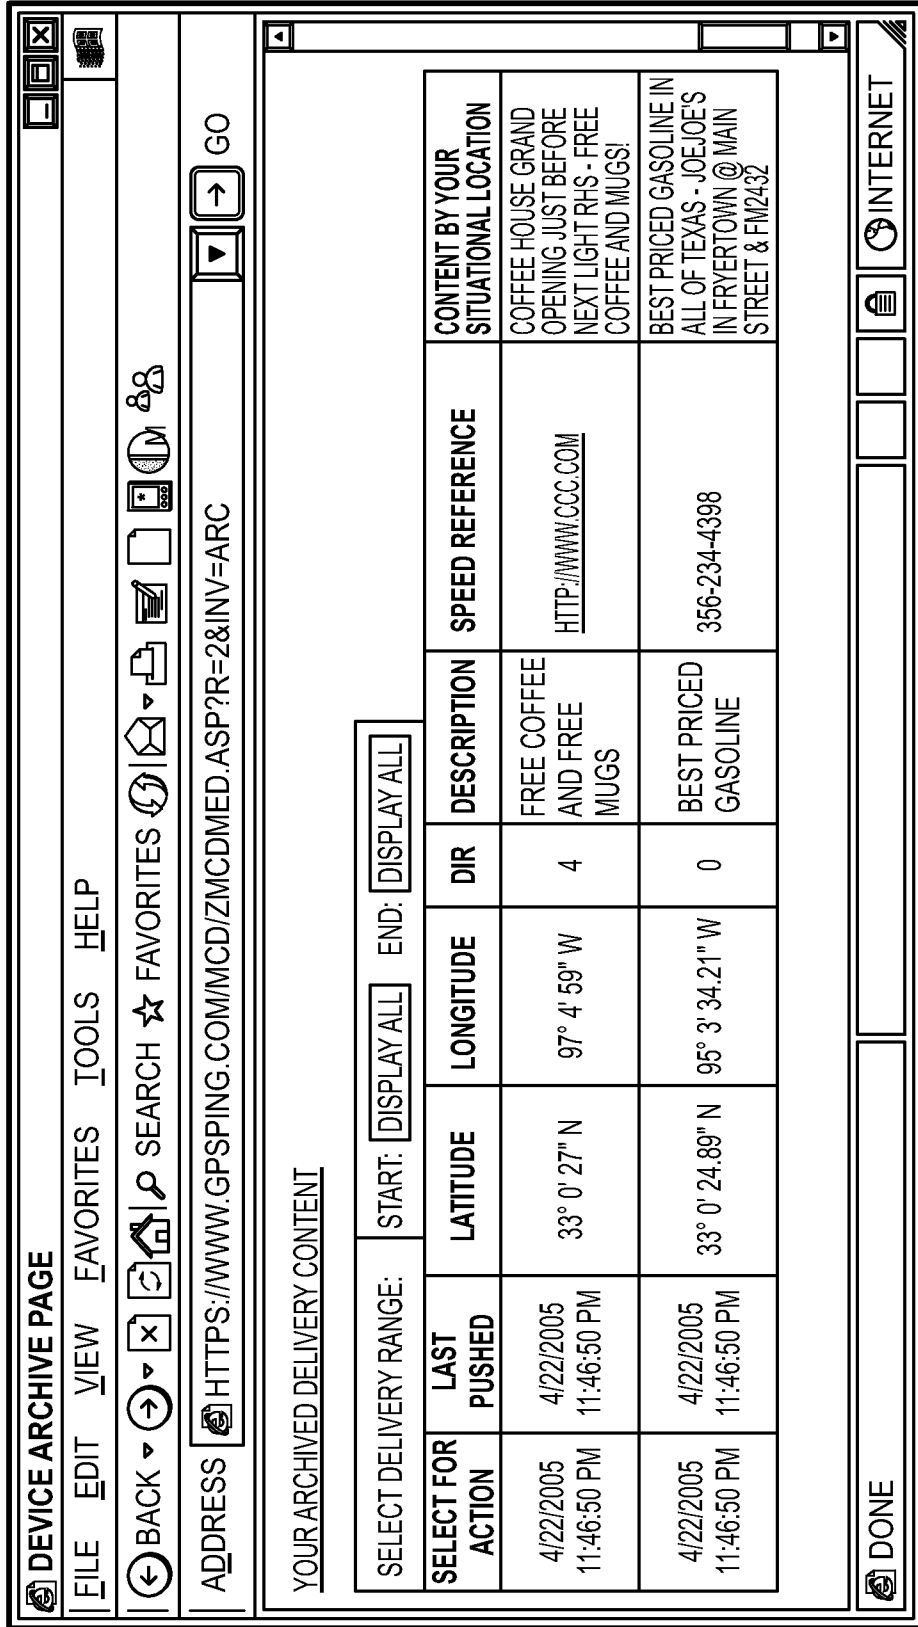 DEVICE ARCHIVE PAGE
FILE EDIT VIEW FAVORITES TOOLS HELP
BACK SEARCH FAVORITES M
ADDRESS HTTPS://WWW.GPSPING.COM/MCD/ZMCDMED.ASP?R=2&INV=ARC GO
YOUR ARCHIVED DELIVERY CONTENT
SELECT DELIVERY RANGE: START: DISPLAY ALL END: DISPLAY ALL
SELECT FOR
ACTION
LAST
PUSHED
LATITUDE
LONGITUDE
DIR
DESCRIPTION
SPEED REFERENCE
CONTENT BY YOUR
SITUATIONAL LOCATION
4/22/2005
11:46:50 PM
4/22/2005
11:46:50 PM
33° 0' 27" N
97° 4' 59" W
4
FREE COFFEE
AND FREE
MUGS
HTTP://WWW.CCC.COM
COFFEE HOUSE GRAND
OPENING JUST BEFORE
NEXT LIGHT RHS - FREE
COFFEE AND MUGS!
4/22/2005
11:46:50 PM
4/22/2005
11:46:50 PM
33° 0' 24.89" N
95° 3' 34.21" W
0
BEST PRICED
GASOLINE
356-234-4398
BEST PRICED GASOLINE IN
ALL OF TEXAS - JOEJOE'S
IN FRYERTOWN @ MAIN
STREET & FM2432
DONE
INTERNET